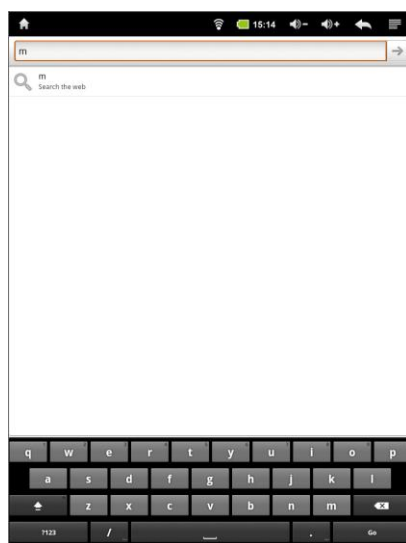 15:14
m
m
Search the web
q w e r t y u i o p
a s d f g h j k l
z x c v b n m
?123 / . Go